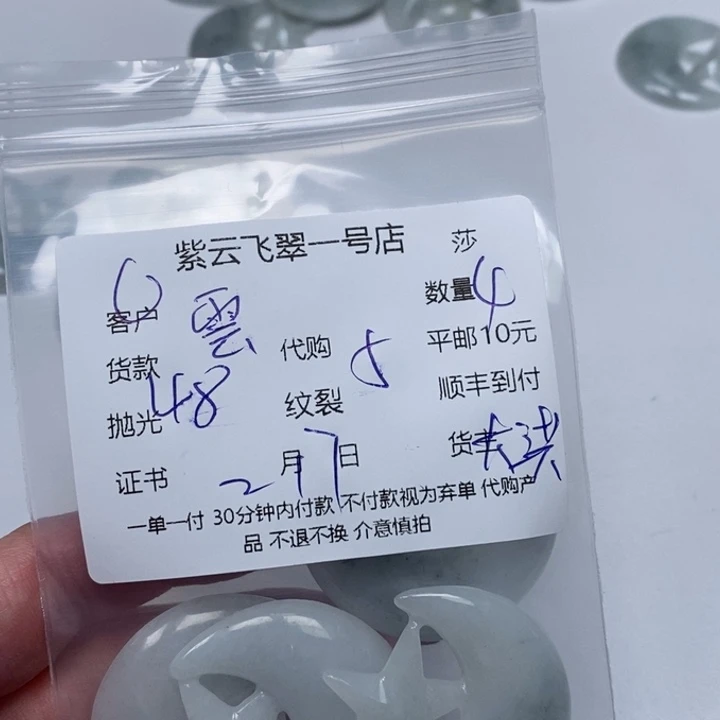 紫云飞翠一号店 莎
客户 雲 数量 4
货款 48 代购 5 平邮10元
抛光 纹裂 顺丰到付
证书 2月17日 货主
一单一付 30分钟内付款 不付款视为弃单 代购产
品 不退不换 介意慎拍